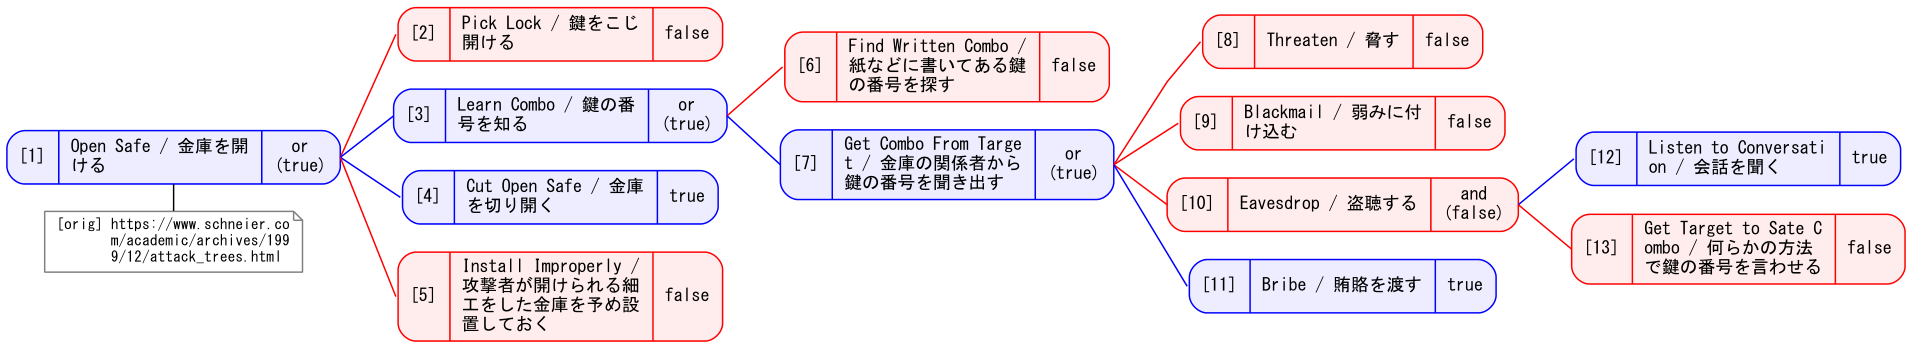 [1] Open Safe / 金庫を開
ける
or
(true)
[orig] https://www.schneier.co
m/academic/archives/199
9/12/attack_trees.html
[2] Pick Lock / 鍵をこじ
開ける
false
[3] Learn Combo / 鍵の番
号を知る
or
(true)
[4] Cut Open Safe / 金庫
を切り開く
true
[5] Install Improperly /
攻撃者が開けられる細
工をした金庫を予め設
置しておく
false
[6] Find Written Combo /
紙などに書いてある鍵
の番号を探す
false
[7] Get Combo From Targe
t / 金庫の関係者から
鍵の番号を聞き出す
or
(true)
[8] Threaten / 脅す
false
[9] Blackmail / 弱みに付
け込む
false
[10] Eavesdrop / 盗聴する
and
(false)
[11] Bribe / 賄賂を渡す
true
[12] Listen to Conversati
on / 会話を聞く
true
[13] Get Target to Sate C
ombo / 何らかの方法
で鍵の番号を言わせる
false